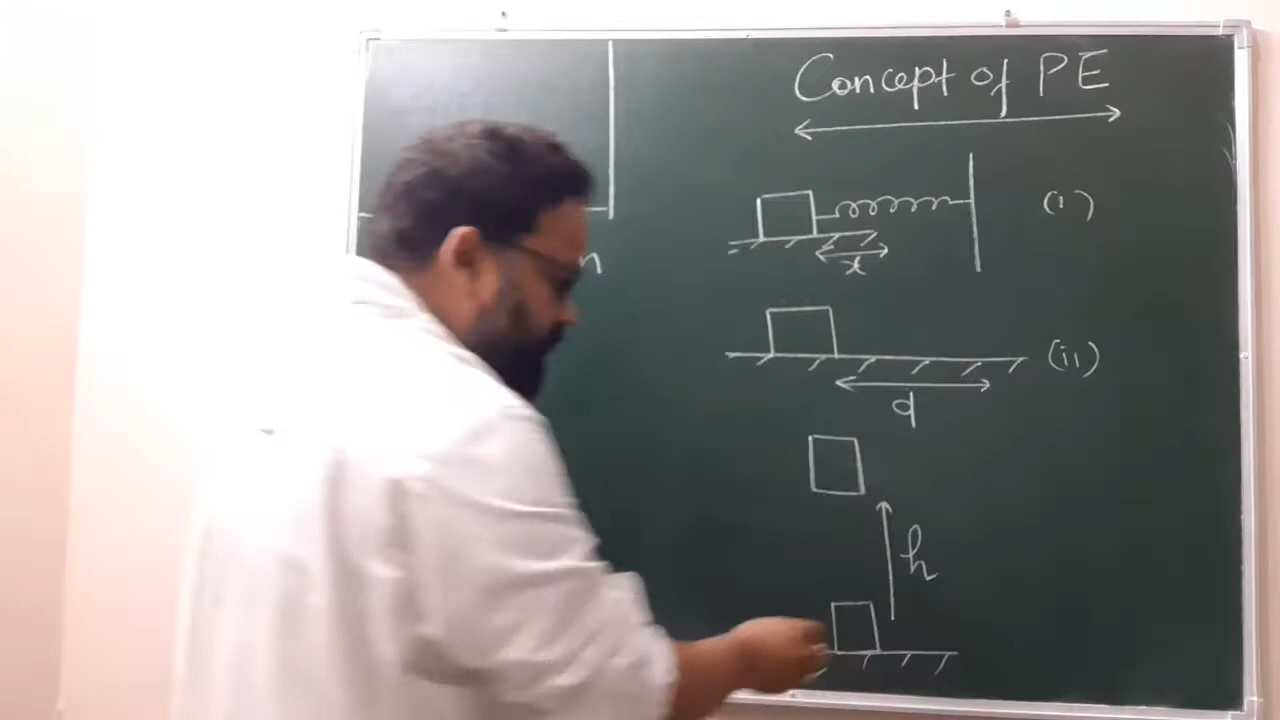 Concept of PE
(i)
x
(ii)
d
h
n